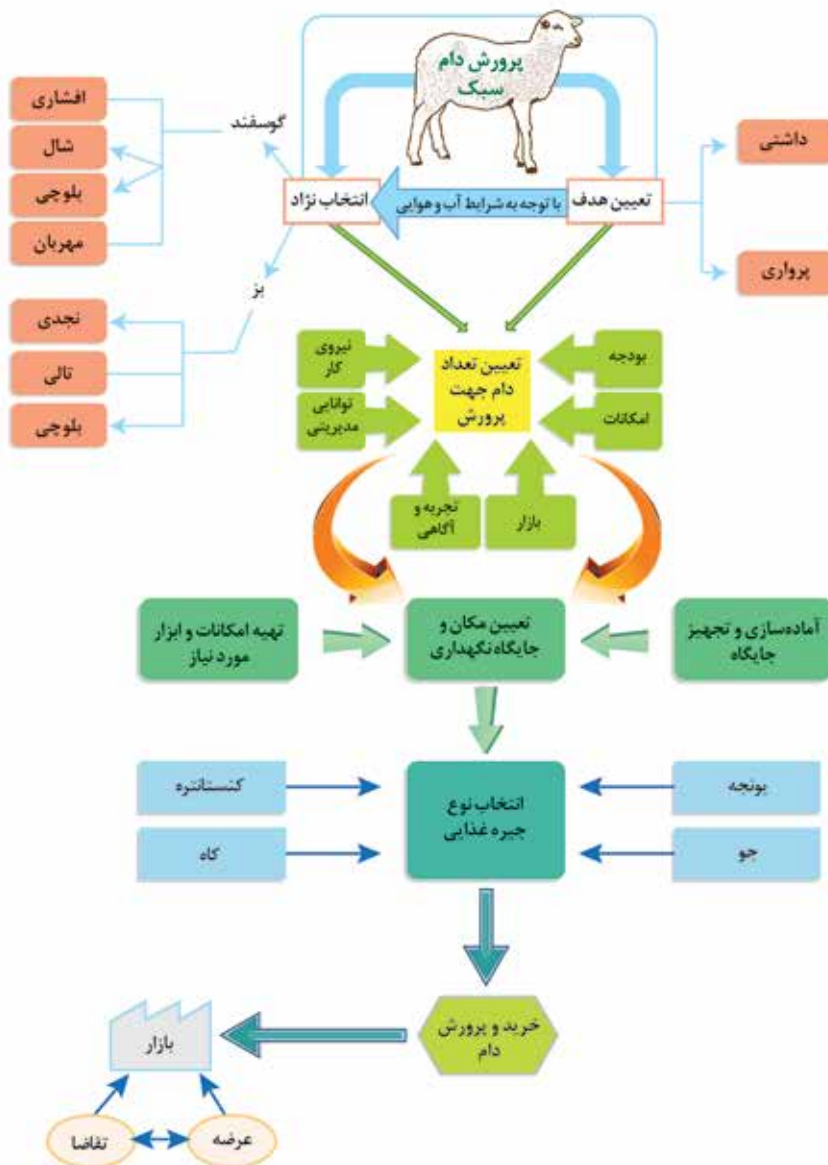 پرورش دام
سبک
داشتی
پرواری
تعیین هدف
با توجه به شرایط آب و هوایی
انتخاب نژاد
گوسفند
افشاری
شال
بلوچی
مهربان
بز
نجدی
تالی
بلوچی
تعیین تعداد
دام جهت
پرورش
بودجه
امکانات
نیروی
کار
توانایی
مدیریتی
بازار
تجربه و
آگاهی
آماده‌سازی و تجهیز
جایگاه
تعیین مکان و
جایگاه نگهداری
تهیه امکانات و ابزار
مورد نیاز
یونجه
جو
انتخاب نوع
جیره غذایی
کنستانتره
کاه
خرید و پرورش
دام
بازار
عرضه
تقاضا